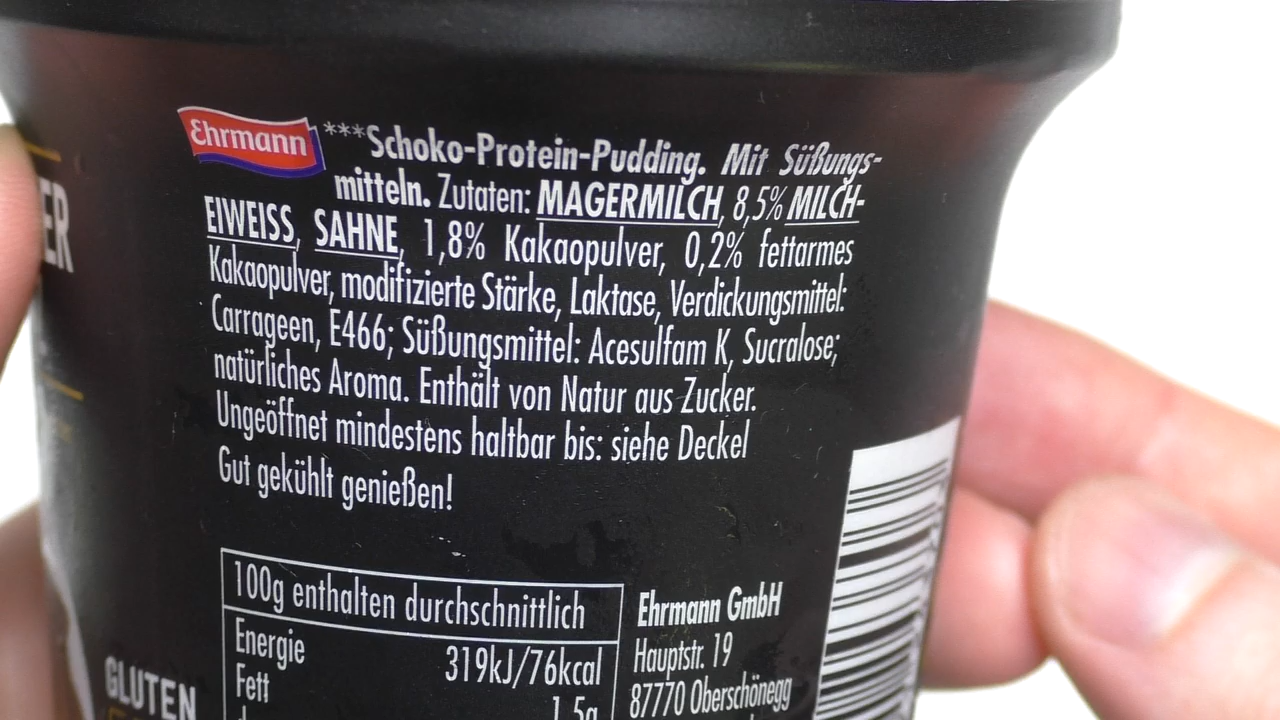 Ehrmann
***Schoko-Protein-Pudding. Mit Süßungs-
mitteln. Zutaten: MAGERMILCH, 8,5% MILCH-
EIWEISS, SAHNE, 1,8% Kakaopulver, 0,2% fettarmes
Kakaopulver, modifizierte Stärke, Laktase, Verdickungsmittel:
Carrageen, E466; Süßungsmittel: Acesulfam K, Sucralose;
natürliches Aroma. Enthält von Natur aus Zucker.
Ungeöffnet mindestens haltbar bis: siehe Deckel
Gut gekühlt genießen!
100g enthalten durchschnittlich
Energie 319kJ/76kcal
Fett 1,5g
Ehrmann GmbH
Hauptstr. 19
87770 Oberschönegg
ER
GLUTEN